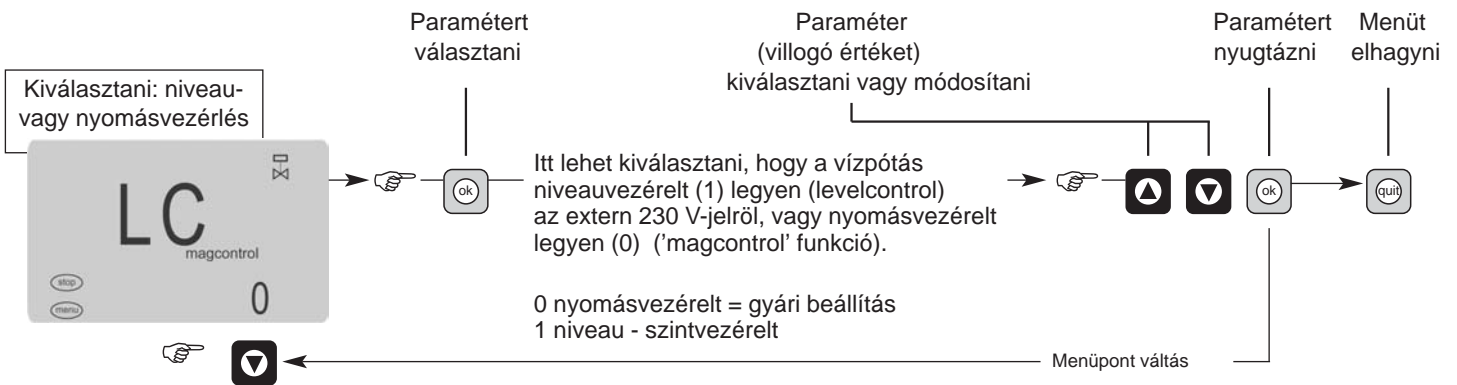 Paramétert
választani
Paraméter
(villogó értéket)
kiválasztani vagy módosítani
Paramétert
nyugtázni
Menüt
elhagyni
Kiválasztani: niveau-
vagy nyomásvezérlés
LC
magcontrol
stop
menu
0
ok
Itt lehet kiválasztani, hogy a vízpótás
niveauvezérelt (1) legyen (levelcontrol)
az extern 230 V-jelröl, vagy nyomásvezérelt
legyen (0) ('magcontrol' funkció).
0 nyomásvezérelt = gyári beállítás
1 niveau - szintvezérelt
ok
quit
Menüpont váltás